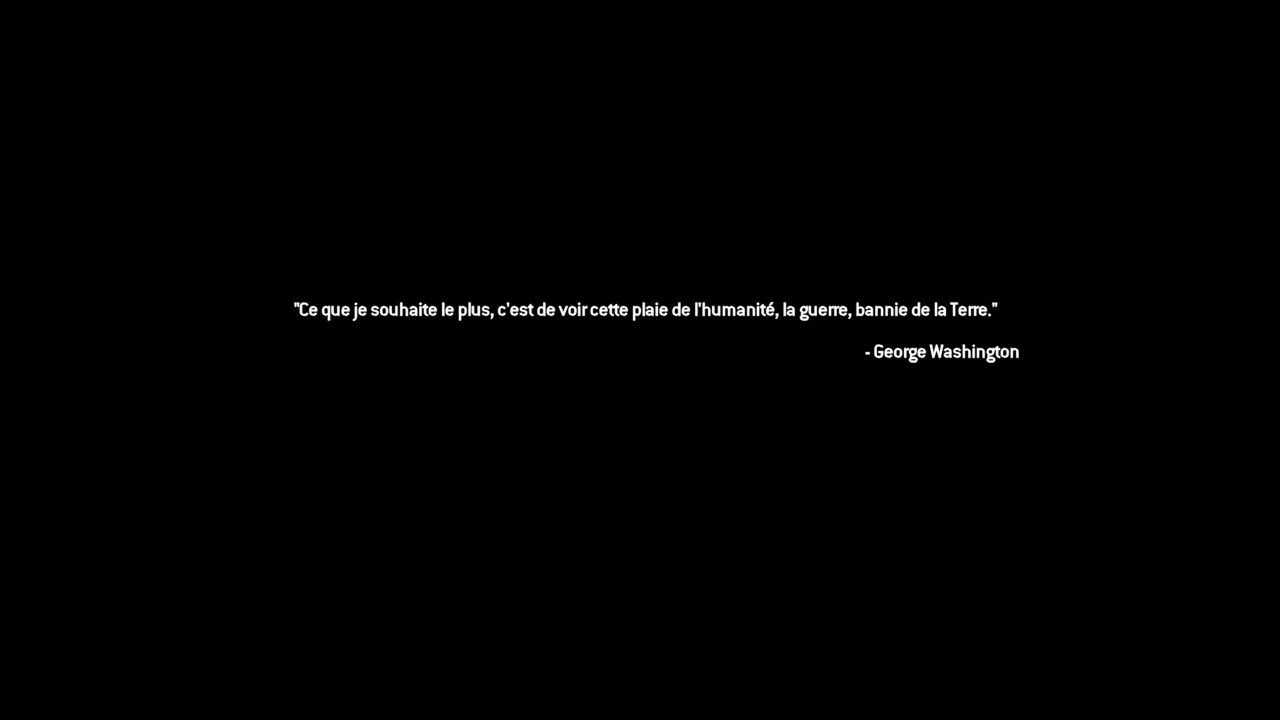 "Ce que je souhaite le plus, c'est de voir cette plaie de l'humanité, la guerre, bannie de la Terre."
- George Washington